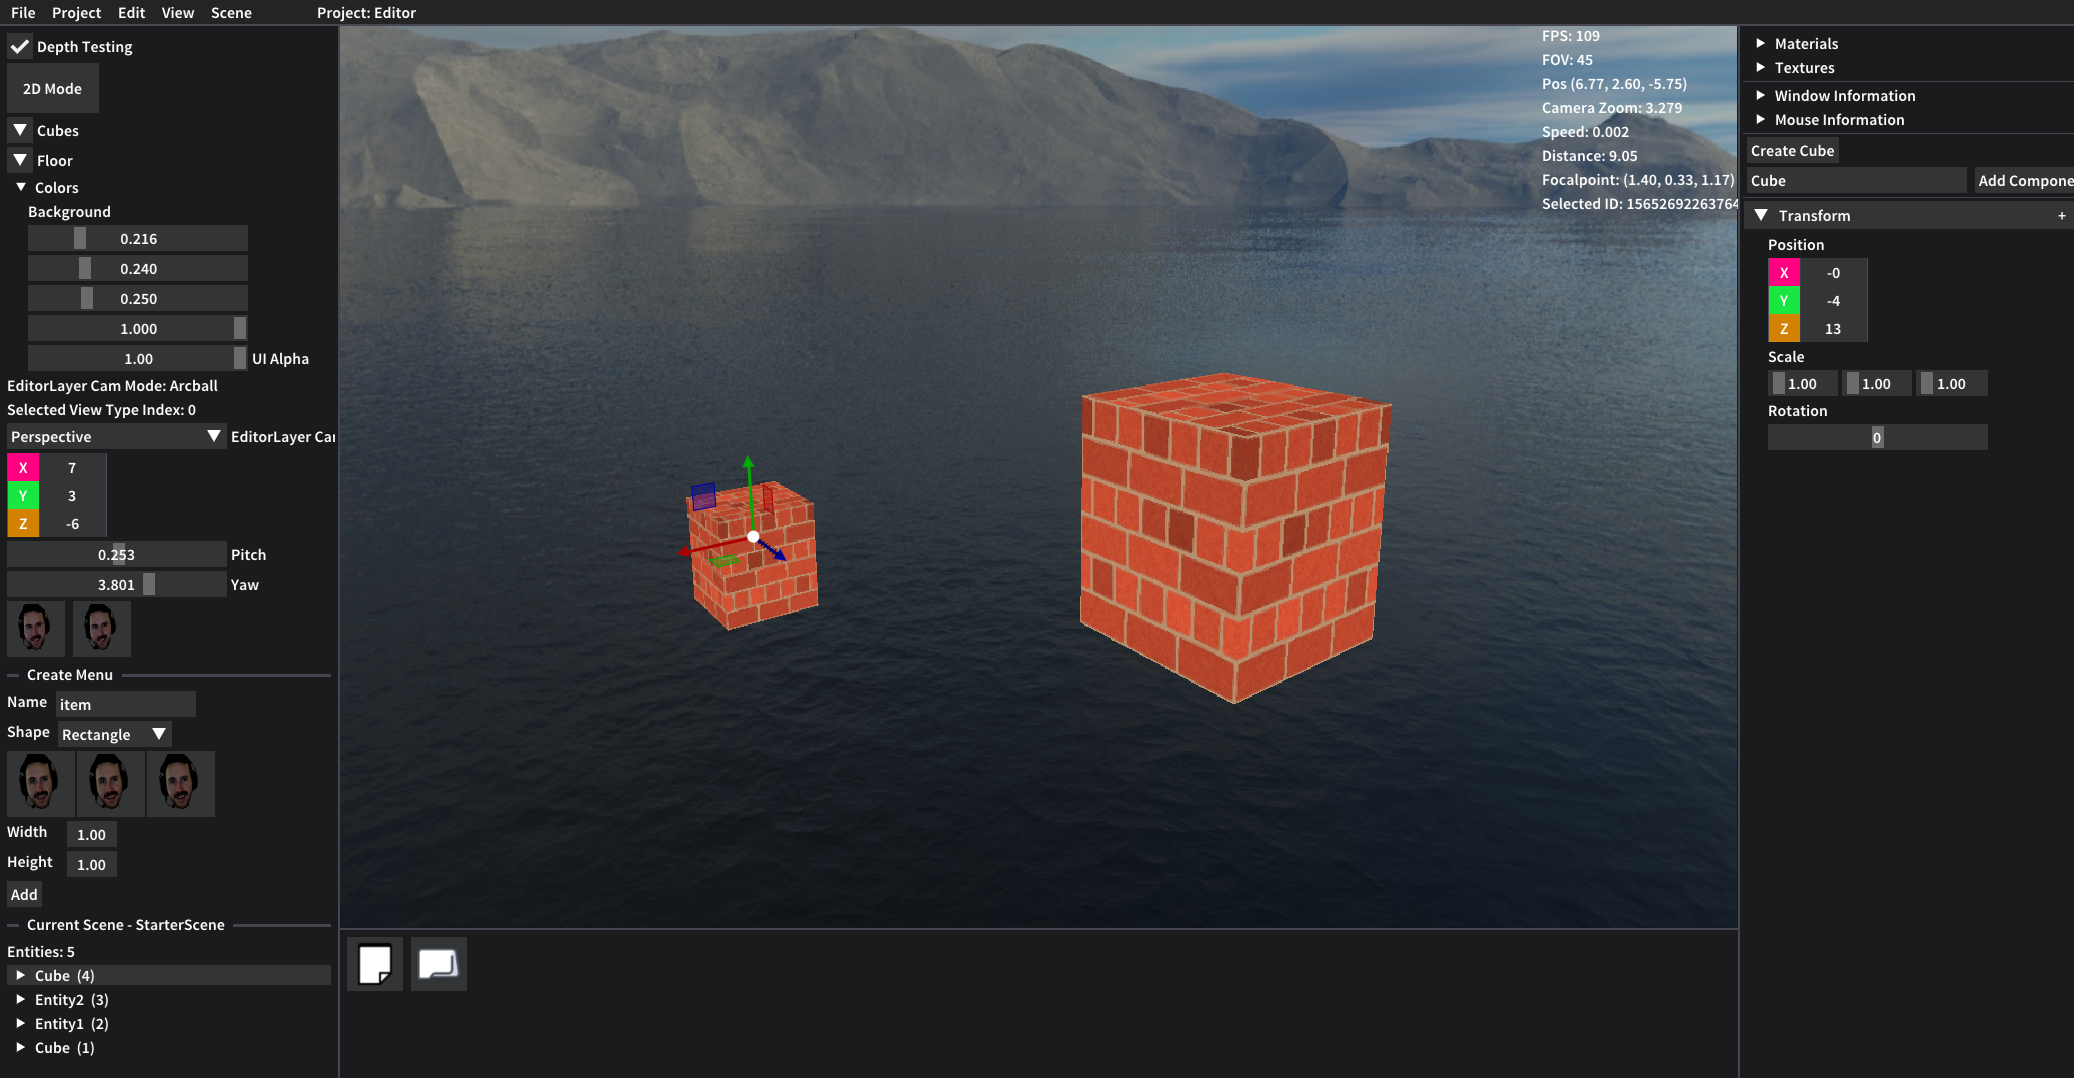 File Project Edit View Scene Project: Editor
Depth Testing
2D Mode
Cubes
Floor
Colors
Background
0.216
0.240
0.250
1.000
1.00 UI Alpha
EditorLayer Cam Mode: Arcball
Selected View Type Index: 0
Perspective EditorLayer Cai
X 7
Y 3
Z -6
0.253 Pitch
3.801 Yaw
Create Menu
Name item
Shape Rectangle
Width 1.00
Height 1.00
Add
Current Scene - StarterScene
Entities: 5
Cube (4)
Entity2 (3)
Entity1 (2)
Cube (1)
FPS: 109
FOV: 45
Pos (6.77, 2.60, -5.75)
Camera Zoom: 3.279
Speed: 0.002
Distance: 9.05
Focalpoint: (1.40, 0.33, 1.17)
Selected ID: 15652692263764
Materials
Textures
Window Information
Mouse Information
Create Cube
Cube Add Compone
Transform +
Position
X -0
Y -4
Z 13
Scale
1.00 1.00 1.00
Rotation
0